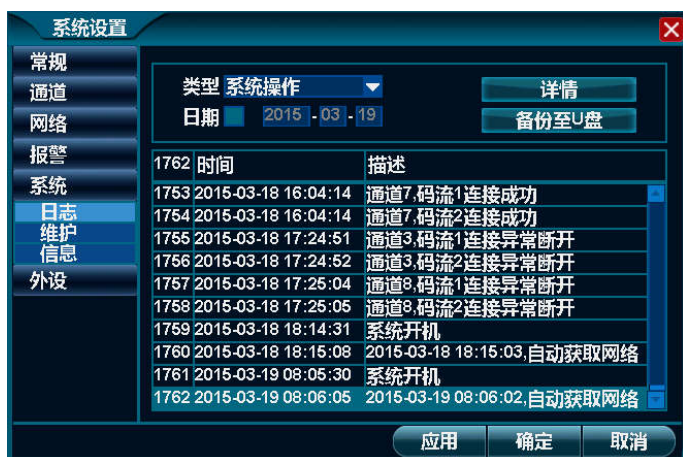 系统设置
常规
通道
网络
报警
系统
日志
维护
信息
外设
类型 系统操作
详情
日期 2015 - 03 - 19
备份至U盘
1762 时间 描述
1753 2015-03-18 16:04:14 通道7,码流1连接成功
1754 2015-03-18 16:04:14 通道7,码流2连接成功
1755 2015-03-18 17:24:51 通道3,码流1连接异常断开
1756 2015-03-18 17:24:52 通道3,码流2连接异常断开
1757 2015-03-18 17:25:04 通道8,码流1连接异常断开
1758 2015-03-18 17:25:05 通道8,码流2连接异常断开
1759 2015-03-18 18:14:31 系统开机
1760 2015-03-18 18:15:08 2015-03-18 18:15:03,自动获取网络
1761 2015-03-19 08:05:30 系统开机
1762 2015-03-19 08:06:05 2015-03-19 08:06:02,自动获取网络
应用 确定 取消